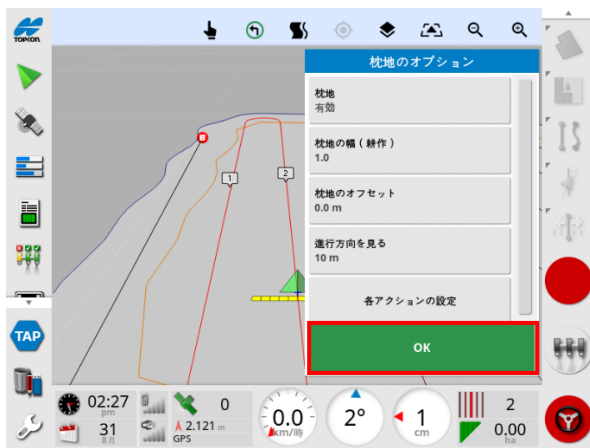 TOPCON
枕地のオプション
枕地
有効
枕地の幅（耕作）
1.0
枕地のオフセット
0.0 m
進行方向を見る
10 m
各アクションの設定
OK
B
1
2
TAP
02:27
pm
31
8月
0
2.121 m
GPS
0.0
km/時
2°
1
cm
2
0.00
ha